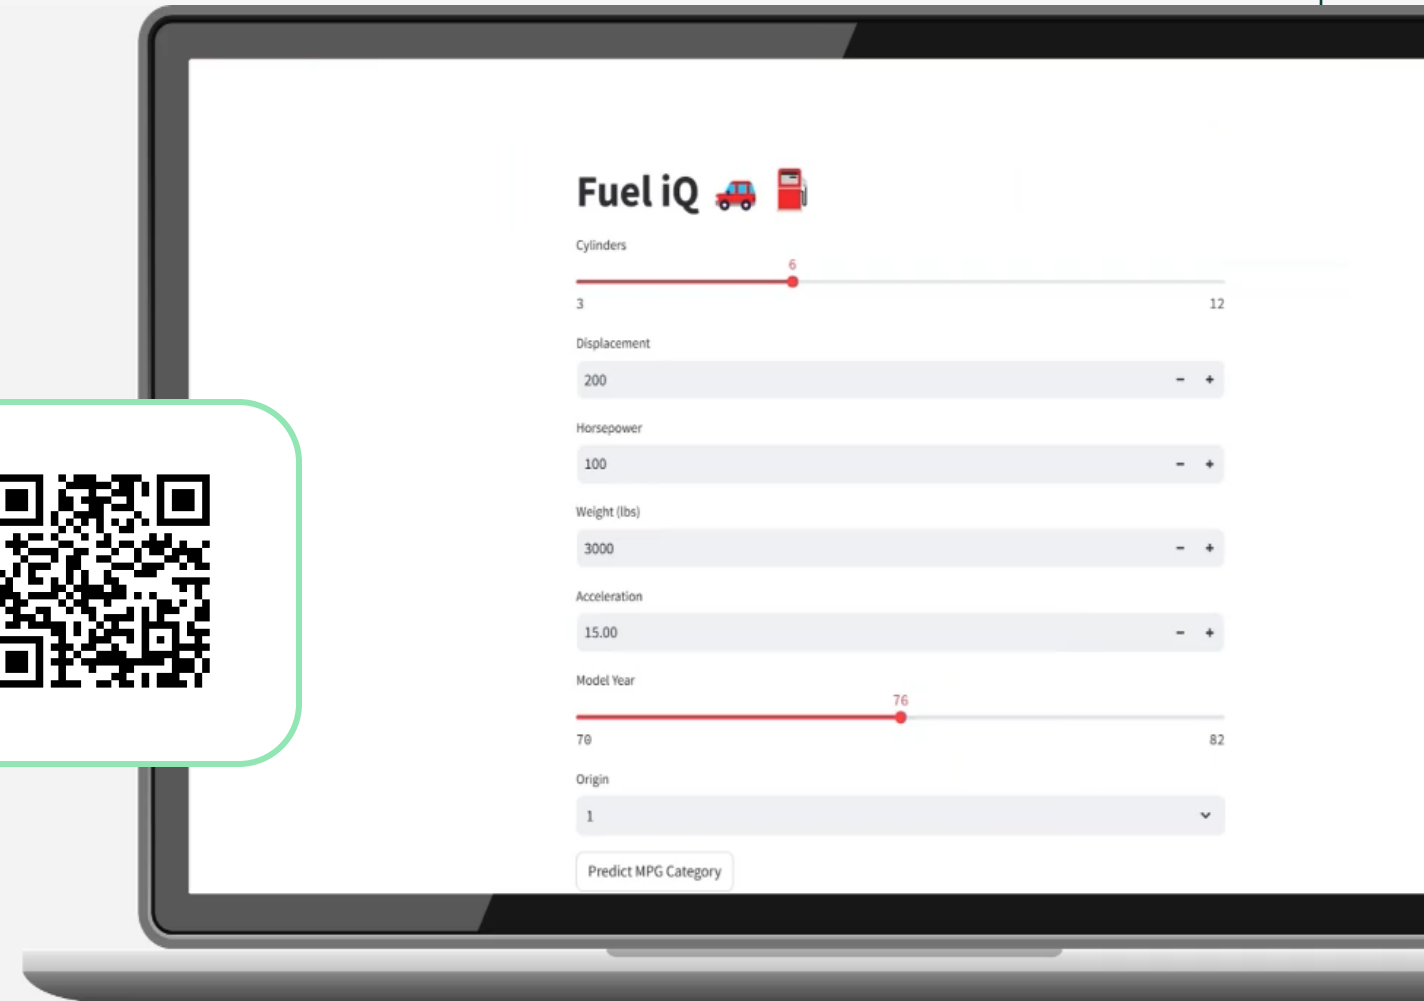 Fuel iQ 🚗 ⛽
Cylinders
6
3 12
Displacement
200 - +
Horsepower
100 - +
Weight (lbs)
3000 - +
Acceleration
15.00 - +
Model Year
76
70 82
Origin
1
Predict MPG Category